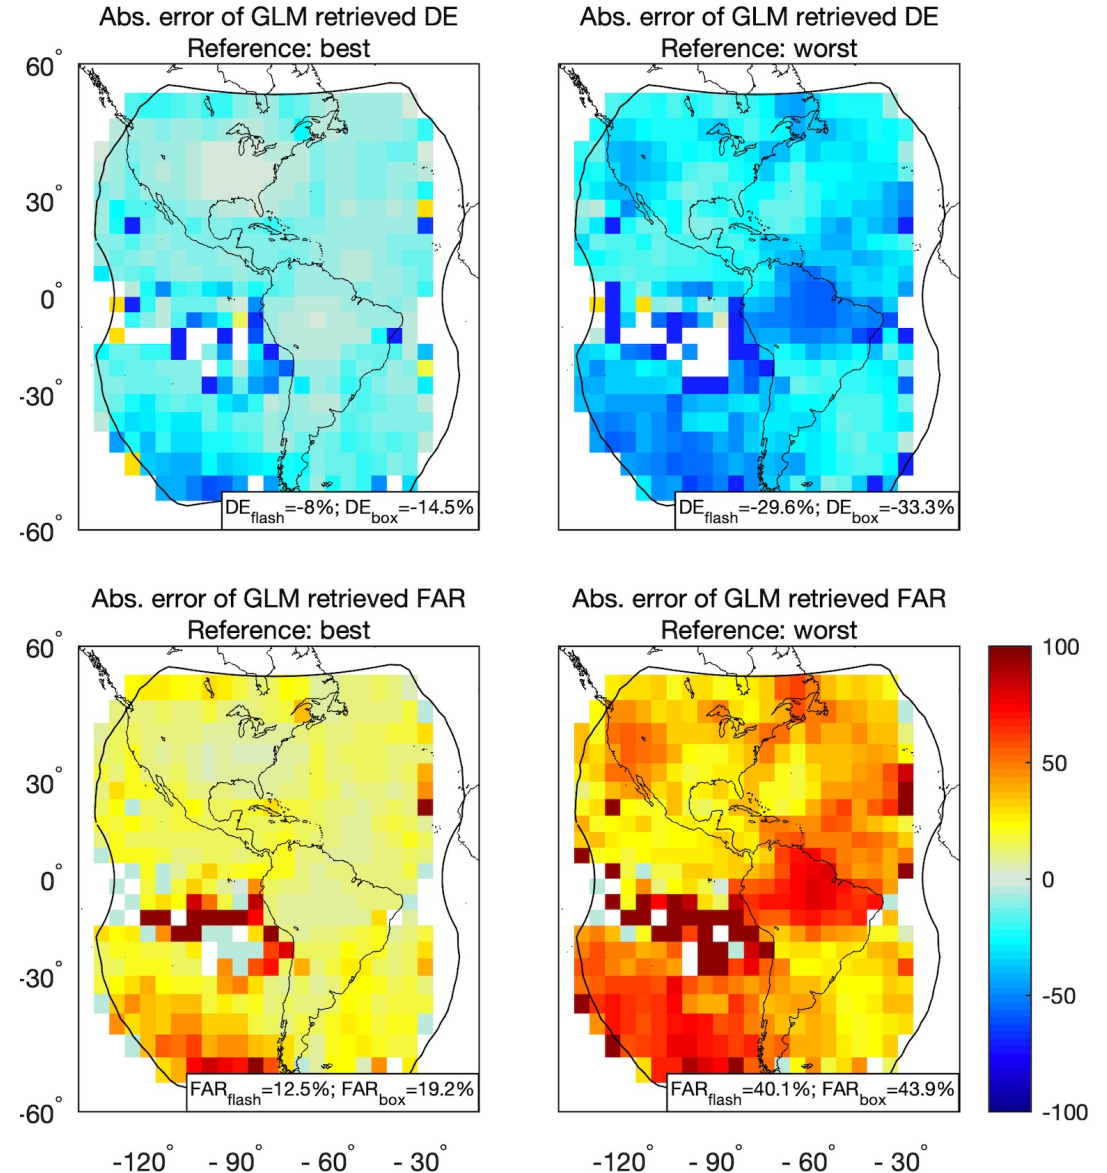 Abs. error of GLM retrieved DE
Reference: best
Abs. error of GLM retrieved DE
Reference: worst
60°
30°
0°
-30°
-60°
DEflash=-8%; DEbox=-14.5%
DEflash=-29.6%; DEbox=-33.3%
Abs. error of GLM retrieved FAR
Reference: best
Abs. error of GLM retrieved FAR
Reference: worst
60°
30°
0°
-30°
-60°
FARflash=12.5%; FARbox=19.2%
FARflash=40.1%; FARbox=43.9%
100
50
0
-50
-100
-120° -90° -60° -30°
-120° -90° -60° -30°